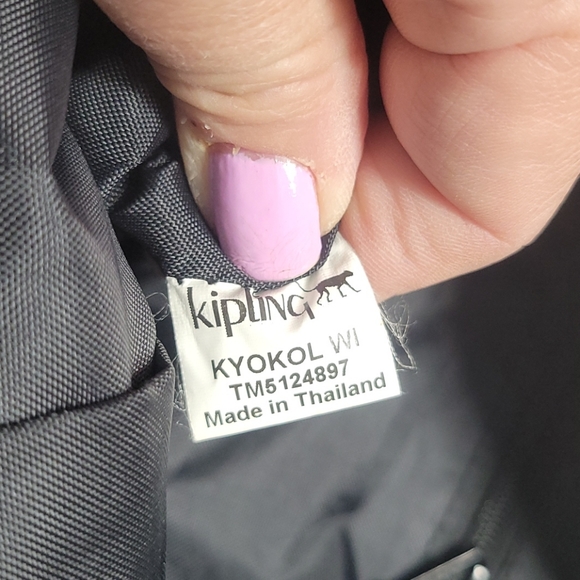 kipling
KYOKOL WI
TM5124897
Made in Thailand